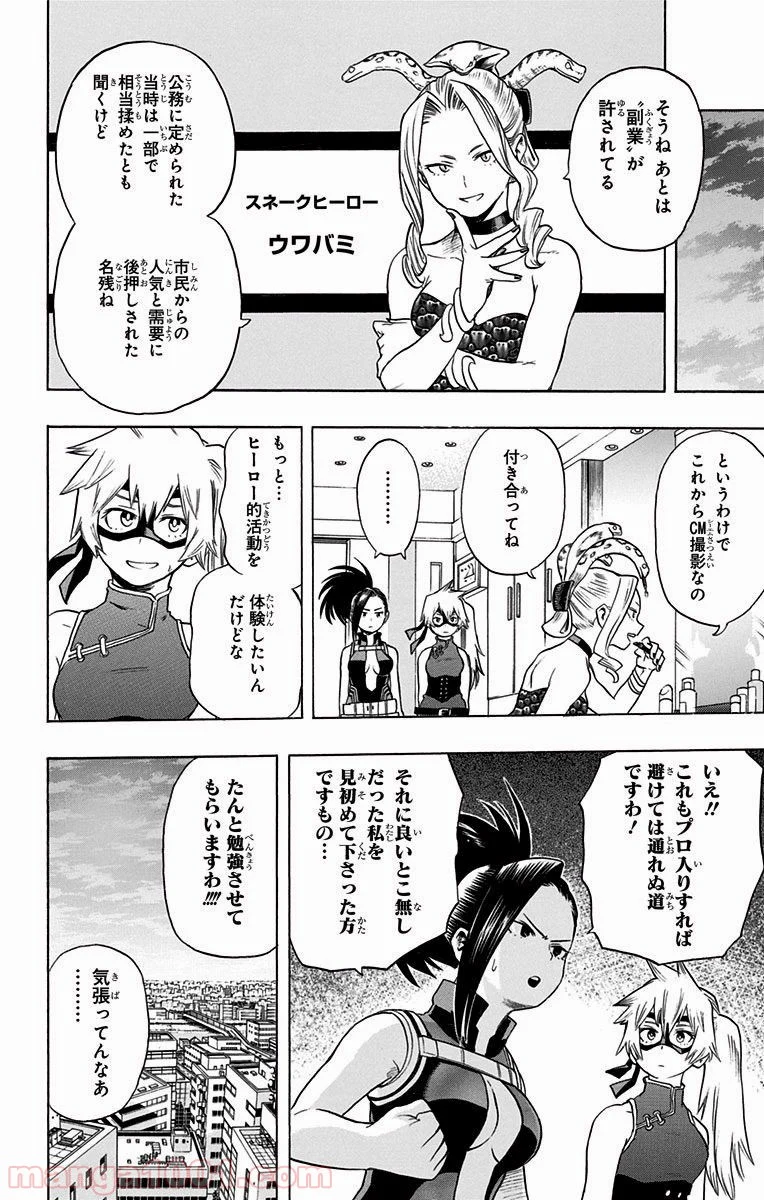 そうね あとは
〝副業〟が
許されてる
スネークヒーロー
ウワバミ
公務に定められた
当時は一部で
相当揉めたとも
聞くけど
市民からの
人気と需要に
後押しされた
名残ね
というわけで
これからCM撮影なの
付き合ってね
………
もっと…
ヒーロー的活動を
体験したいん
だけどな
いえ!!
これもプロ入りすれば
避けては通れぬ道
ですわ!
それに良いとこ無し
だった私を
見初めて下さった方
ですもの…
たんと勉強させて
もらいますわ!!!!
気張ってんなあ
………